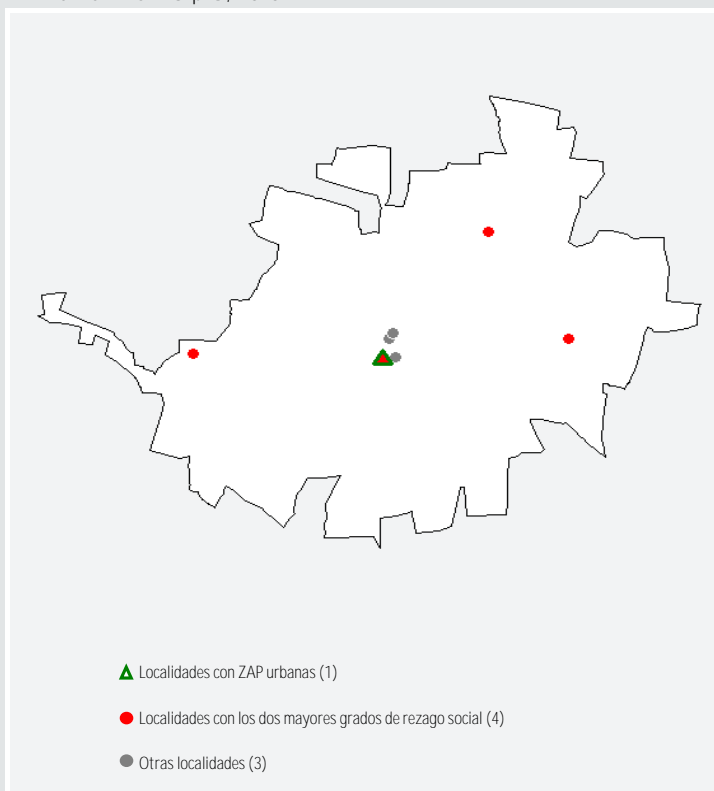 Localidades con ZAP urbanas (1)
Localidades con los dos mayores grados de rezago social (4)
Otras localidades (3)